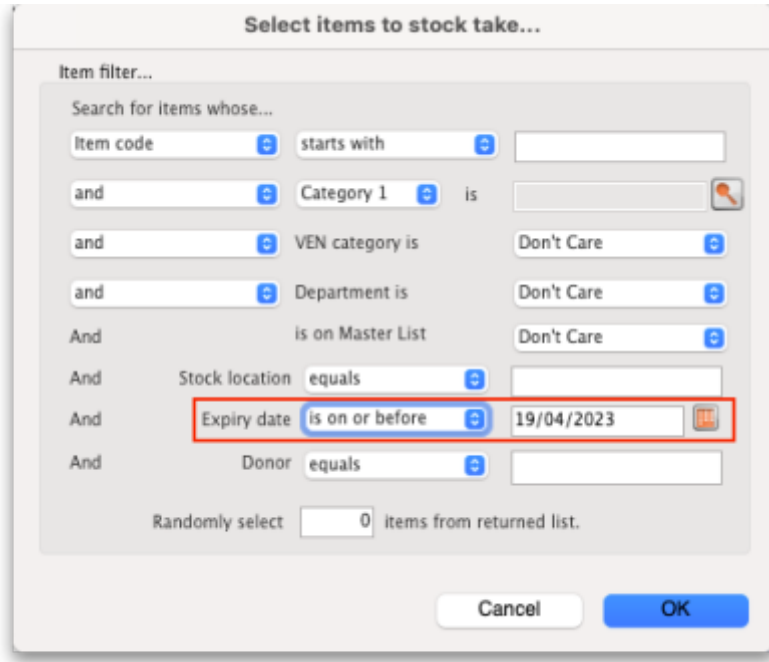 Select items to stock take...
Item filter...
Search for items whose...
Item code starts with
and Category 1 is
and VEN category is Don't Care
and Department is Don't Care
And is on Master List Don't Care
And Stock location equals
And Expiry date is on or before 19/04/2023
And Donor equals
Randomly select 0 items from returned list.
Cancel OK